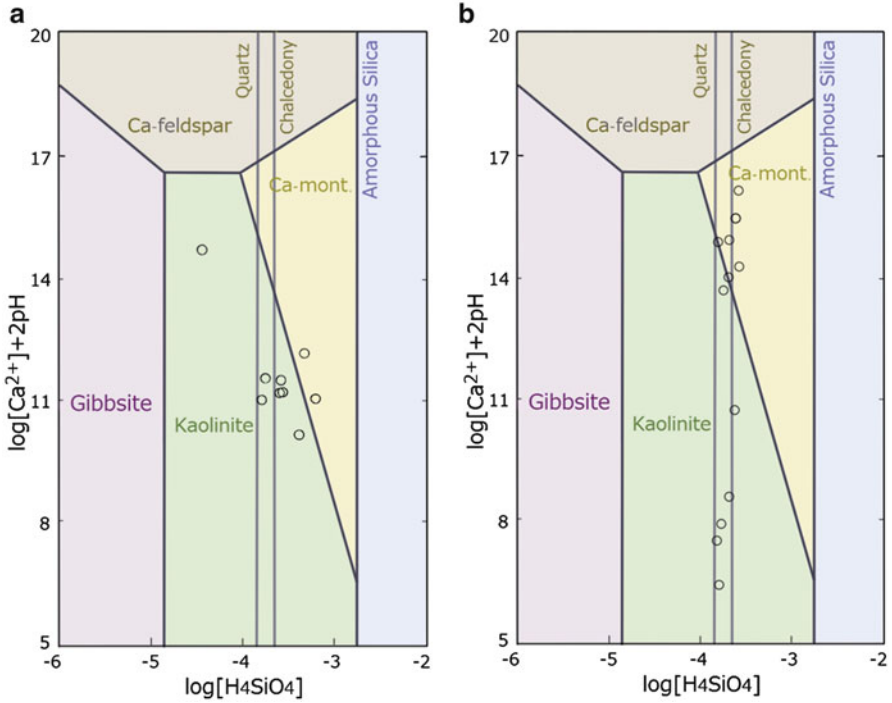 a
20
17
14
11
8
5
-6
-5
-4
-3
-2
log[Ca2+]+2pH
log[H4SiO4]
Quartz
Chalcedony
Amorphous Silica
Ca-feldspar
Ca-mont.
Gibbsite
Kaolinite
b
20
17
14
11
8
5
-6
-5
-4
-3
-2
log[Ca2+]+2pH
log[H4SiO4]
Quartz
Chalcedony
Amorphous Silica
Ca-feldspar
Ca-mont.
Gibbsite
Kaolinite